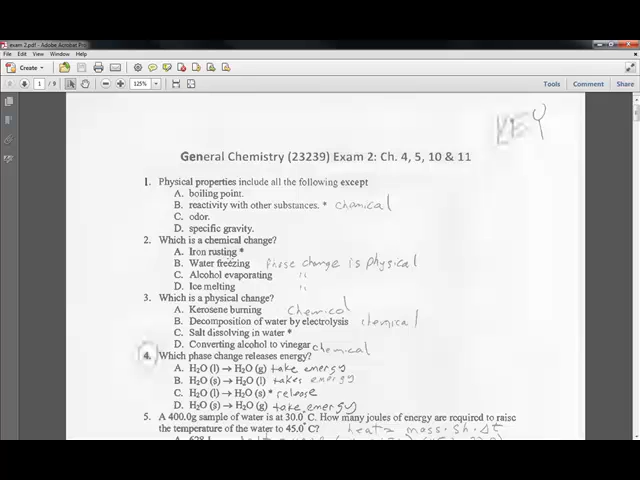 exam 2.pdf - Adobe Acrobat Pro
File Edit View Window Help
Create
1 / 9 125% Tools Comment Share
KEY
General Chemistry (23239) Exam 2: Ch. 4, 5, 10 & 11
1. Physical properties include all the following except
A. boiling point.
B. reactivity with other substances. * chemical
C. odor.
D. specific gravity.
2. Which is a chemical change?
A. Iron rusting *
B. Water freezing phase change is physical
C. Alcohol evaporating "
D. Ice melting "
3. Which is a physical change?
A. Kerosene burning chemical
B. Decomposition of water by electrolysis chemical
C. Salt dissolving in water *
D. Converting alcohol to vinegar chemical
4. Which phase change releases energy?
A. H2O (l) → H2O (g) take energy
B. H2O (s) → H2O (l) takes energy
C. H2O (l) → H2O (s) * release
D. H2O (s) → H2O (g) take energy
5. A 400.0g sample of water is at 30.0° C. How many joules of energy are required to raise
the temperature of the water to 45.0° C? heat = mass · sh · Δt